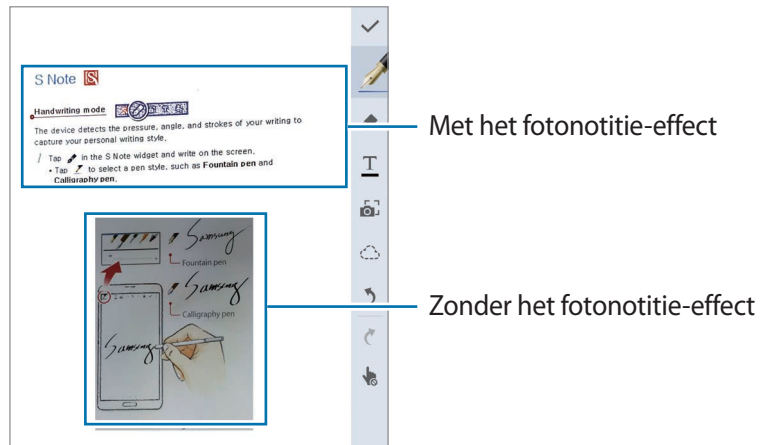 S Note
Handwriting mode
The device detects the pressure, angle, and strokes of your writing to
capture your personal writing style.
1 Tap in the S Note widget and write on the screen.
• Tap to select a pen style, such as Fountain pen and
Calligraphy pen.
Met het fotonotitie-effect
T
Samsung
Fountain pen
Samsung
Calligraphy pen
Samsung
Zonder het fotonotitie-effect